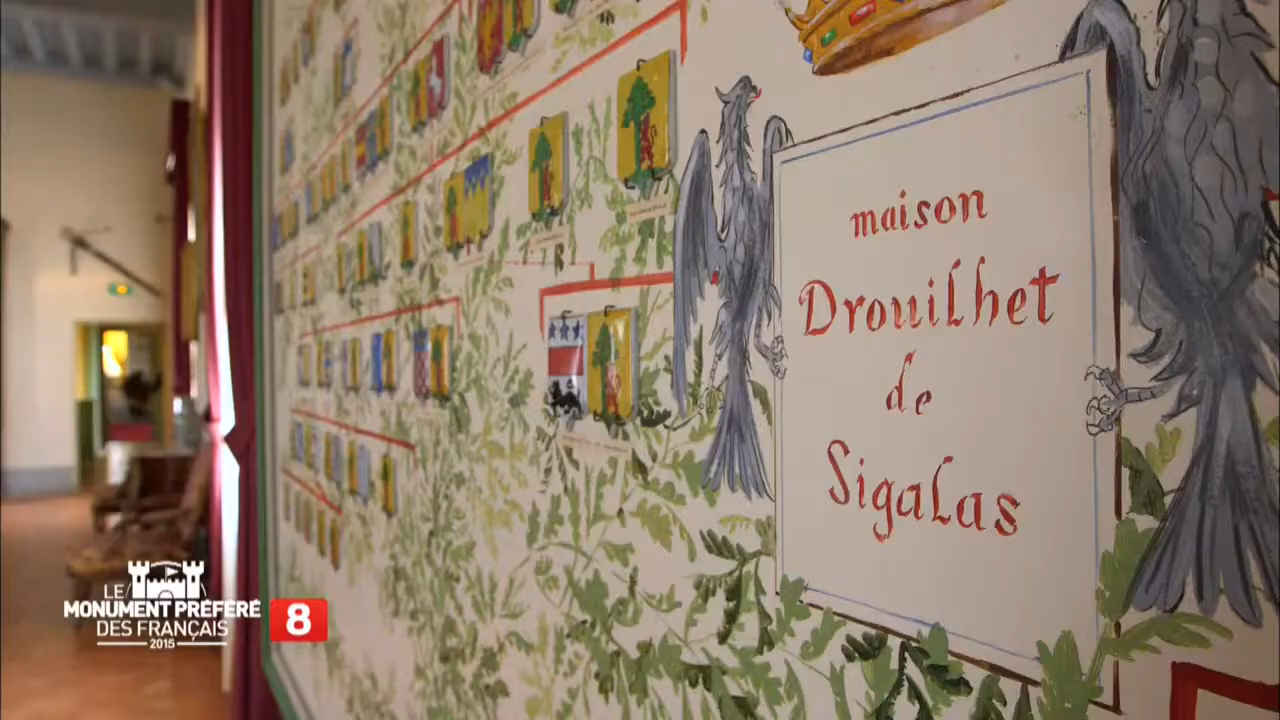 maison
Drouilhet
de
Sigalas
LE
MONUMENT PRÉFÉRÉ
DES FRANÇAIS
2015
8